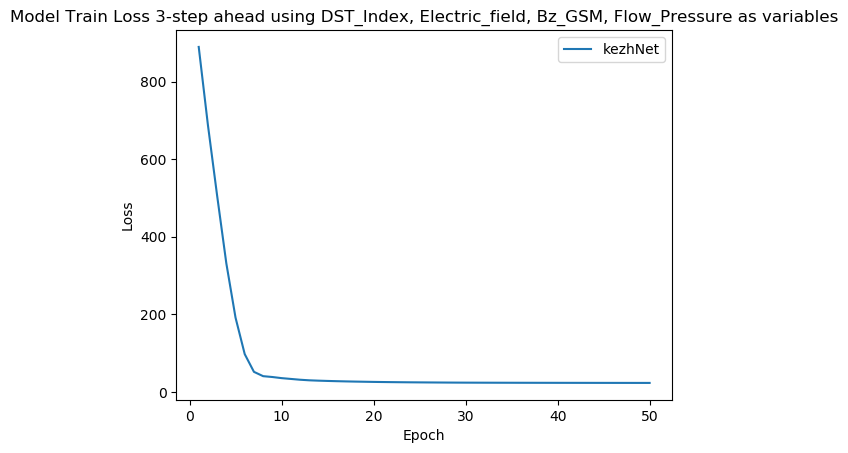 Model Train Loss 3-step ahead using DST_Index, Electric_field, Bz_GSM, Flow_Pressure as variables
kezhNet
800
600
400
200
0
Loss
0 10 20 30 40 50
Epoch